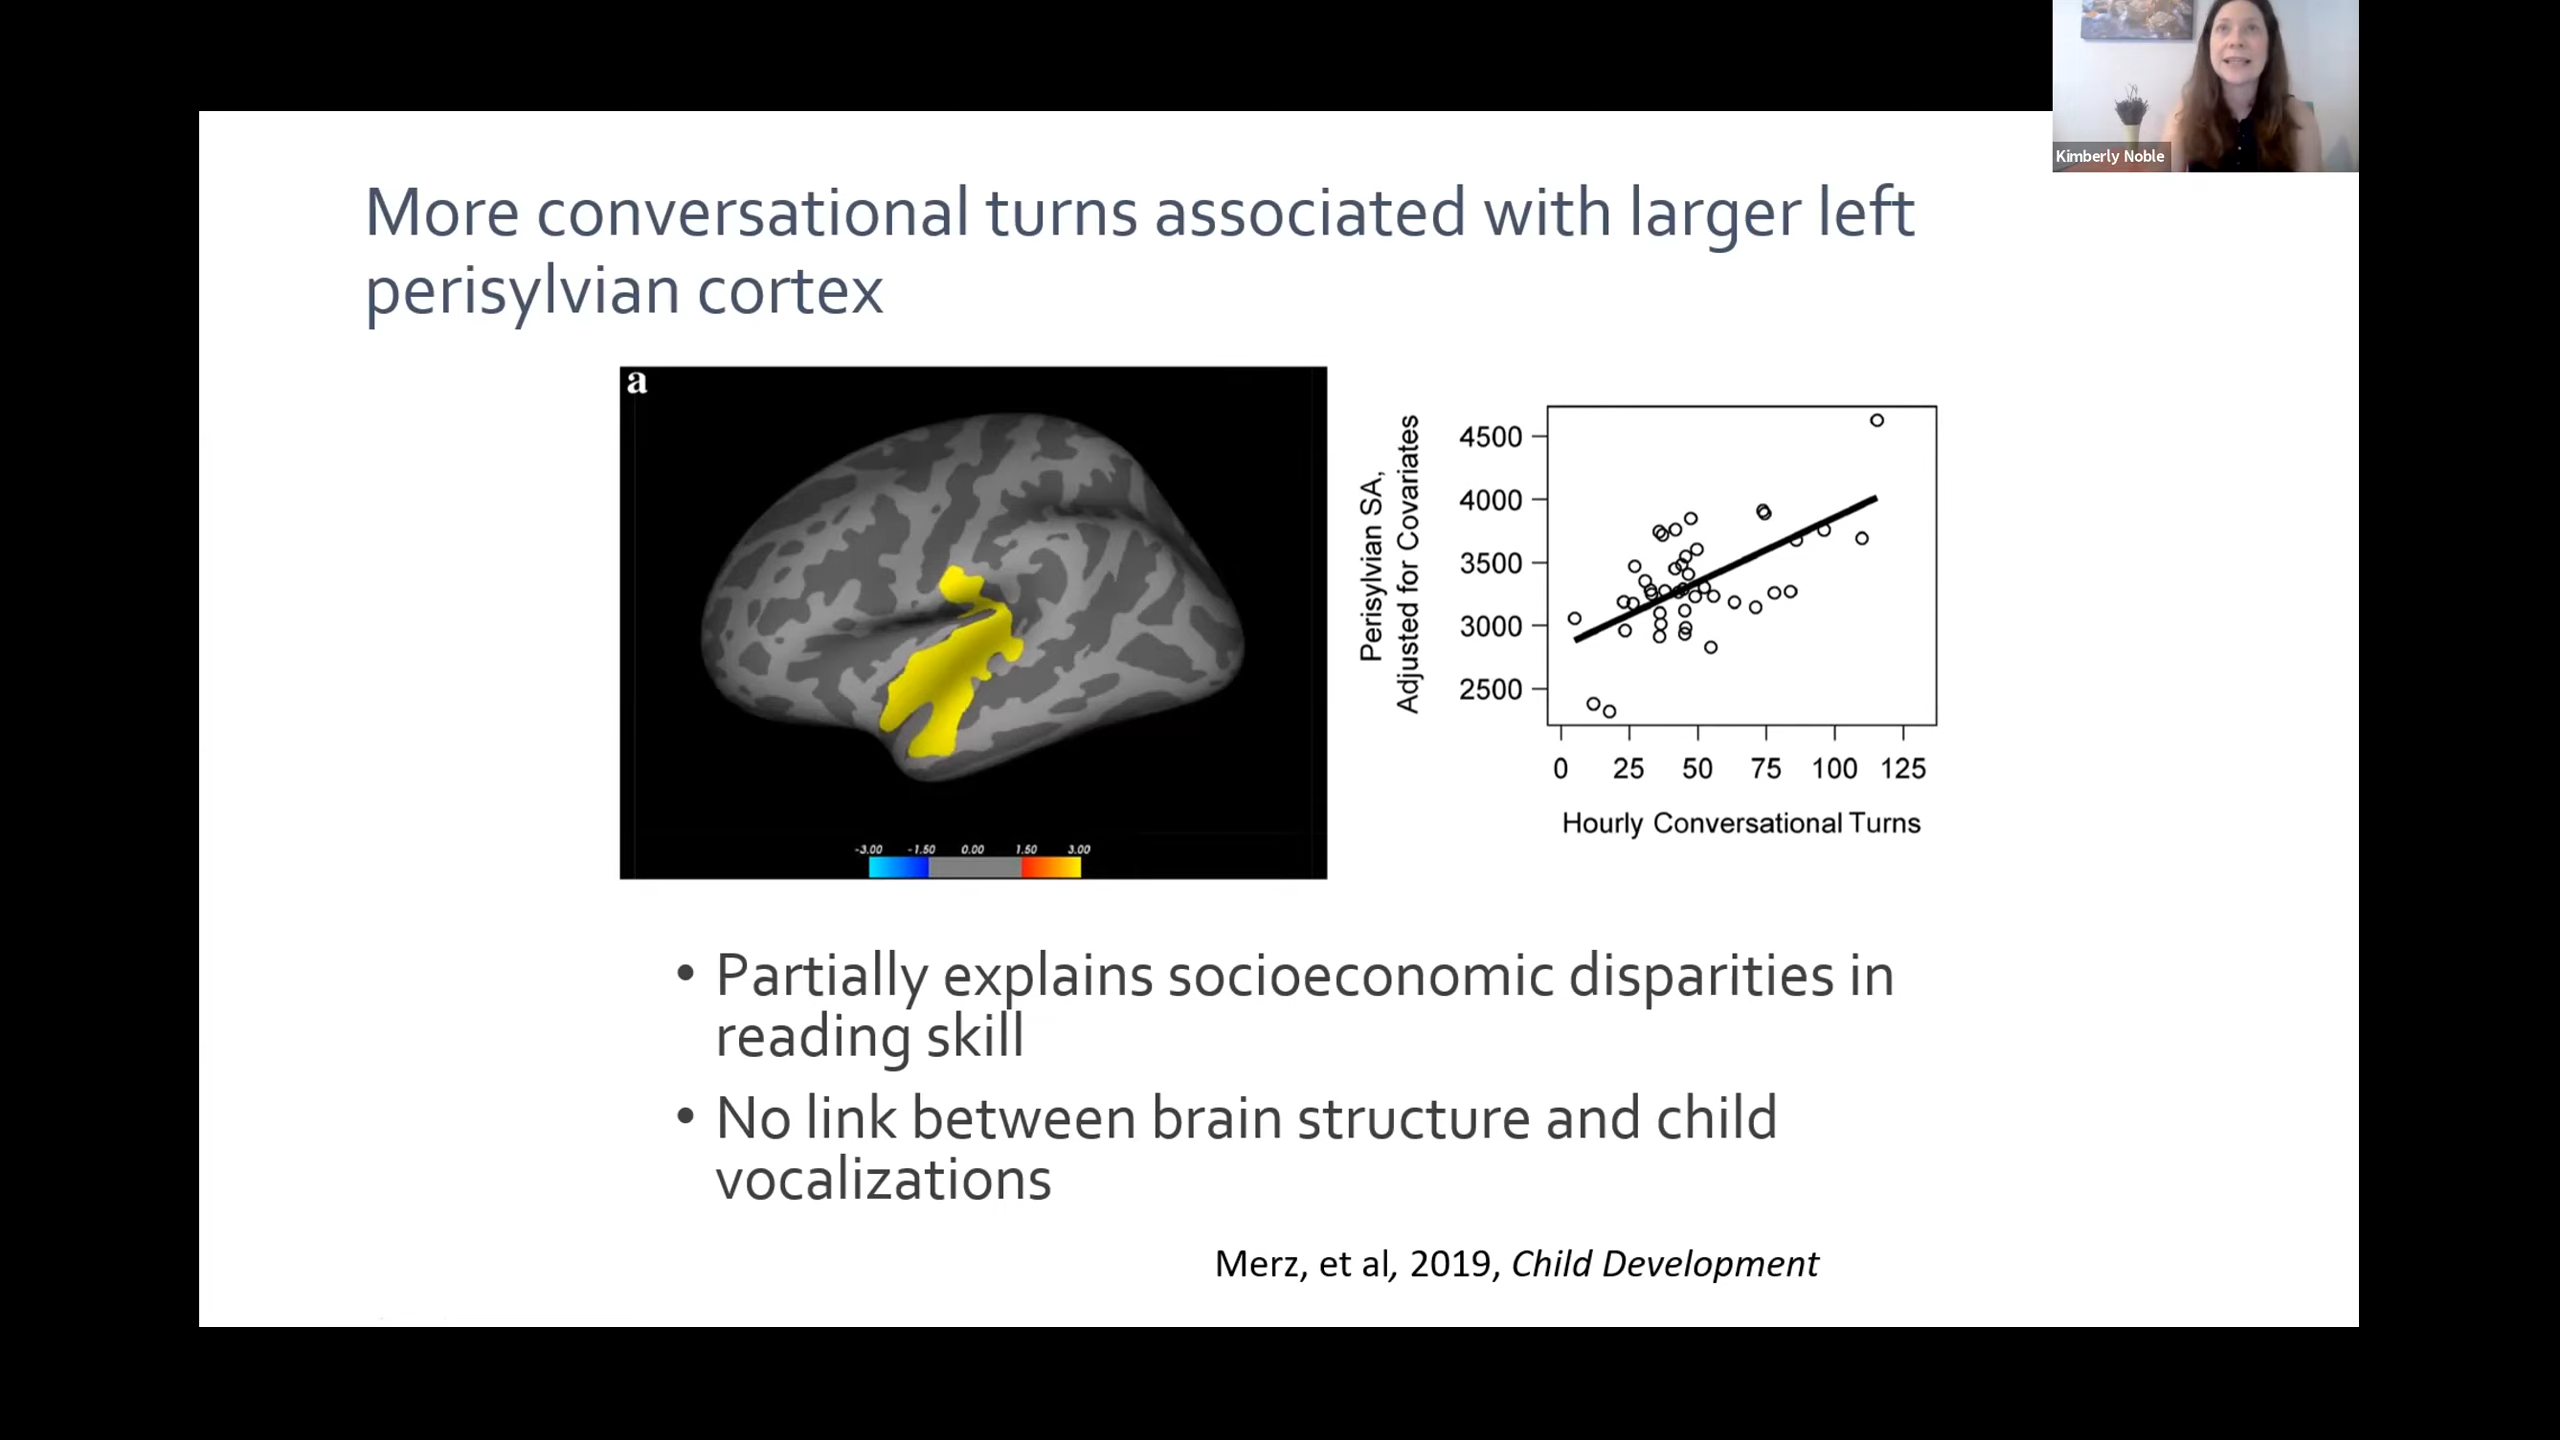 Kimberly Noble
More conversational turns associated with larger left
perisylvian cortex
a
-3.00 -1.50 0.00 1.50 3.00
Perisylvian SA,
Adjusted for Covariates
4500
4000
3500
3000
2500
0 25 50 75 100 125
Hourly Conversational Turns
• Partially explains socioeconomic disparities in
reading skill
• No link between brain structure and child
vocalizations
Merz, et al, 2019, Child Development